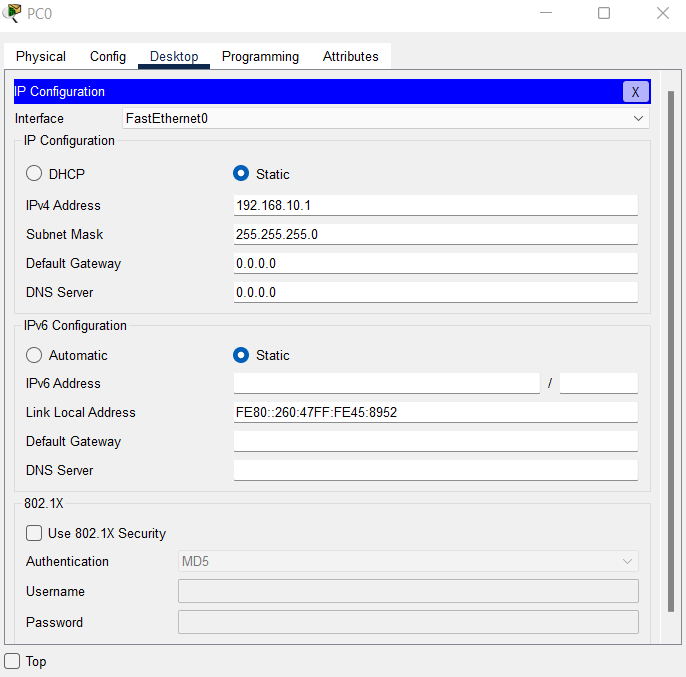 PC0
Physical Config Desktop Programming Attributes
IP Configuration X
Interface FastEthernet0
IP Configuration
DHCP Static
IPv4 Address 192.168.10.1
Subnet Mask 255.255.255.0
Default Gateway 0.0.0.0
DNS Server 0.0.0.0
IPv6 Configuration
Automatic Static
IPv6 Address /
Link Local Address FE80::260:47FF:FE45:8952
Default Gateway
DNS Server
802.1X
Use 802.1X Security
Authentication MD5
Username
Password
Top